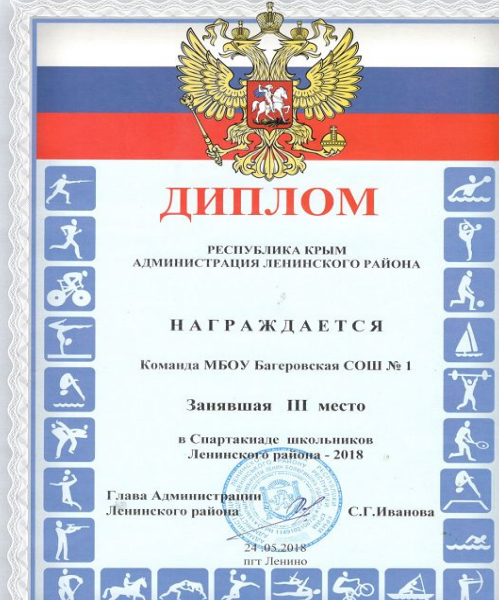 ДИПЛОМ
РЕСПУБЛИКА КРЫМ
АДМИНИСТРАЦИЯ ЛЕНИНСКОГО РАЙОНА
НАГРАЖДАЕТСЯ
Команда МБОУ Багеровская СОШ № 1
Занявшая III место
в Спартакиаде школьников
Ленинского района - 2018
Глава Администрации
Ленинского района С.Г.Иванова
24 .05.2018
пгт Ленино